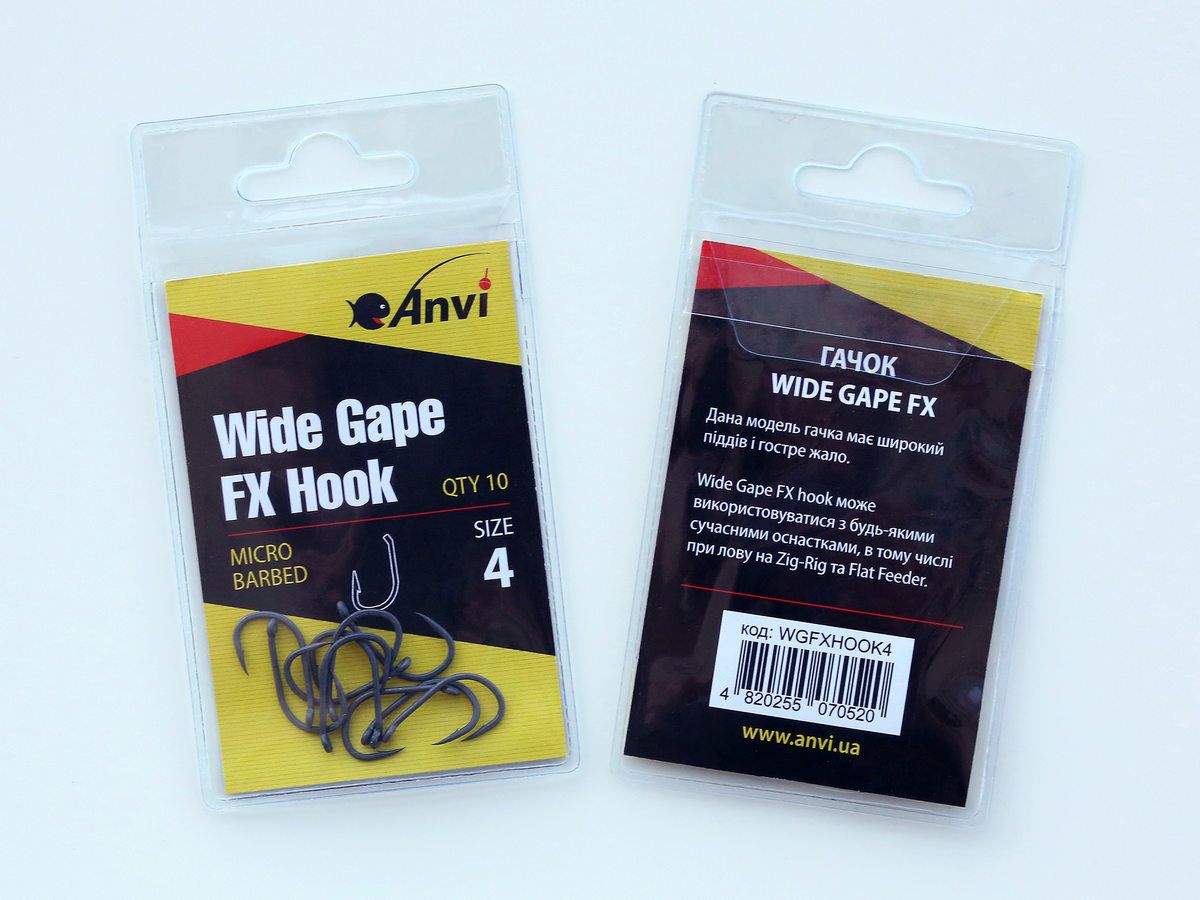 Anvi
Wide Gape
FX Hook
QTY 10
MICRO
BARBED
SIZE
4
ГАЧОК
WIDE GAPE FX
Дана модель гачка має широкий
піддів і гостре жало.
Wide Gape FX hook може
використовуватися з будь-якими
сучасними оснастками, в тому числі
при лову на Zig-Rig та Flat Feeder.
код: WGFXHOOK4
4 820255 070520
www.anvi.ua